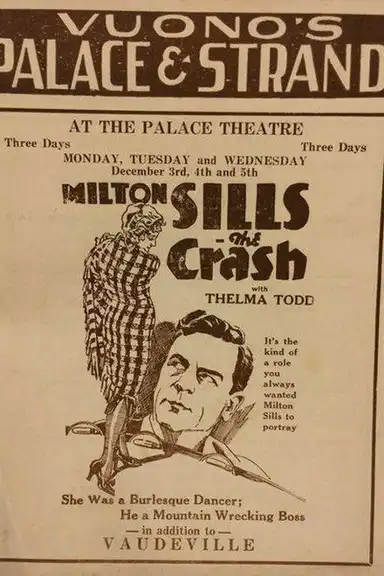 VUONO'S
PALACE & STRAND
AT THE PALACE THEATRE
Three Days
Three Days
MONDAY, TUESDAY and WEDNESDAY
December 3rd, 4th and 5th
MILTON SILLS
- The
Crash
with
THELMA TODD
It's the
kind of
a role
you
always
wanted
Milton
Sills to
portray
She Was a Burlesque Dancer;
He a Mountain Wrecking Boss
—in addition to—
VAUDEVILLE